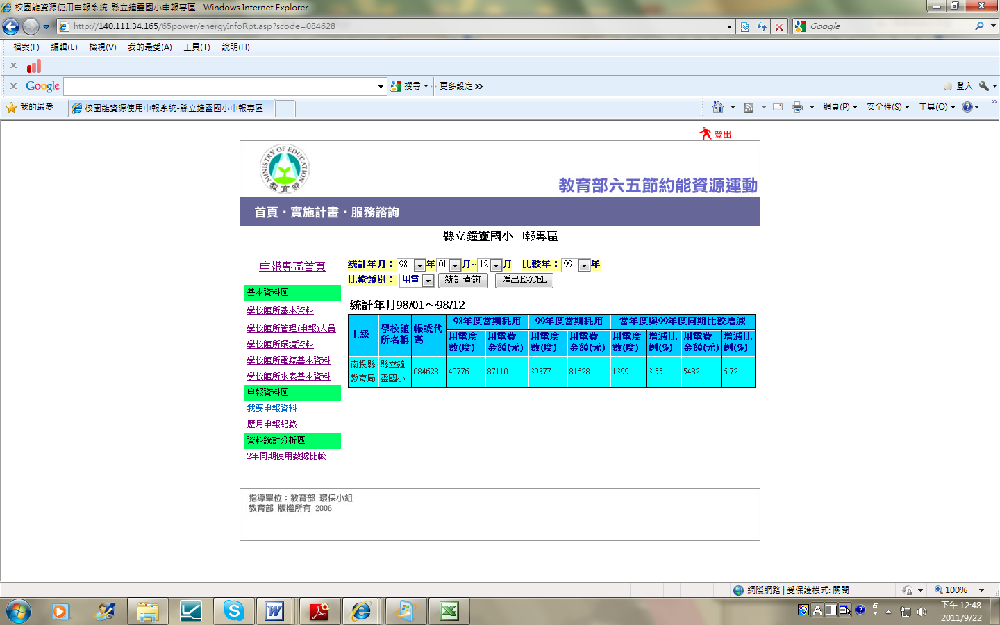 校園能資源使用申報系統-縣立鐘靈國小申報專區 - Windows Internet Explorer
http://140.111.34.165/65power/energyInfoRpt.asp?scode=084628
Google
檔案(F) 編輯(E) 檢視(V) 我的最愛(A) 工具(T) 說明(H)
x
x Google 搜尋 更多設定 >> 登入
我的最愛 校園能資源使用申報系統-縣立鐘靈國小申報專區 網頁(P) 安全性(S) 工具(O) >>
登出
MINISTRY OF EDUCATION
教育部
教育部六五節約能資源運動
首頁・實施計畫・服務諮詢
縣立鐘靈國小申報專區
申報專區首頁
基本資料區
學校館所基本資料
學校館所管理(申報)人員
學校館所環境資料
學校館所電錶基本資料
學校館所水表基本資料
申報資料區
我要申報資料
歷月申報紀錄
資料統計分析區
2年同期使用數據比較
統計年月：98 年 01 月~ 12 月 比較年：99 年
比較類別： 用電 統計查詢 匯出EXCEL
統計年月98/01～98/12
上級 學校館所名稱 帳號代碼 98年度當期耗用 99年度當期耗用 當年度與99年度同期比較增減
用電度數(度) 用電費金額(元) 用電度數(度) 用電費金額(元) 用電度數(度) 增減比例(%) 用電費金額(元) 增減比例(%)
南投縣教育局 縣立鐘靈國小 084628 40776 87110 39377 81628 1399 3.55 5482 6.72
指導單位：教育部 環保小組
教育部 版權所有 2006
網際網路 | 受保護模式: 關閉 100%
A
下午 12:48
2011/9/22